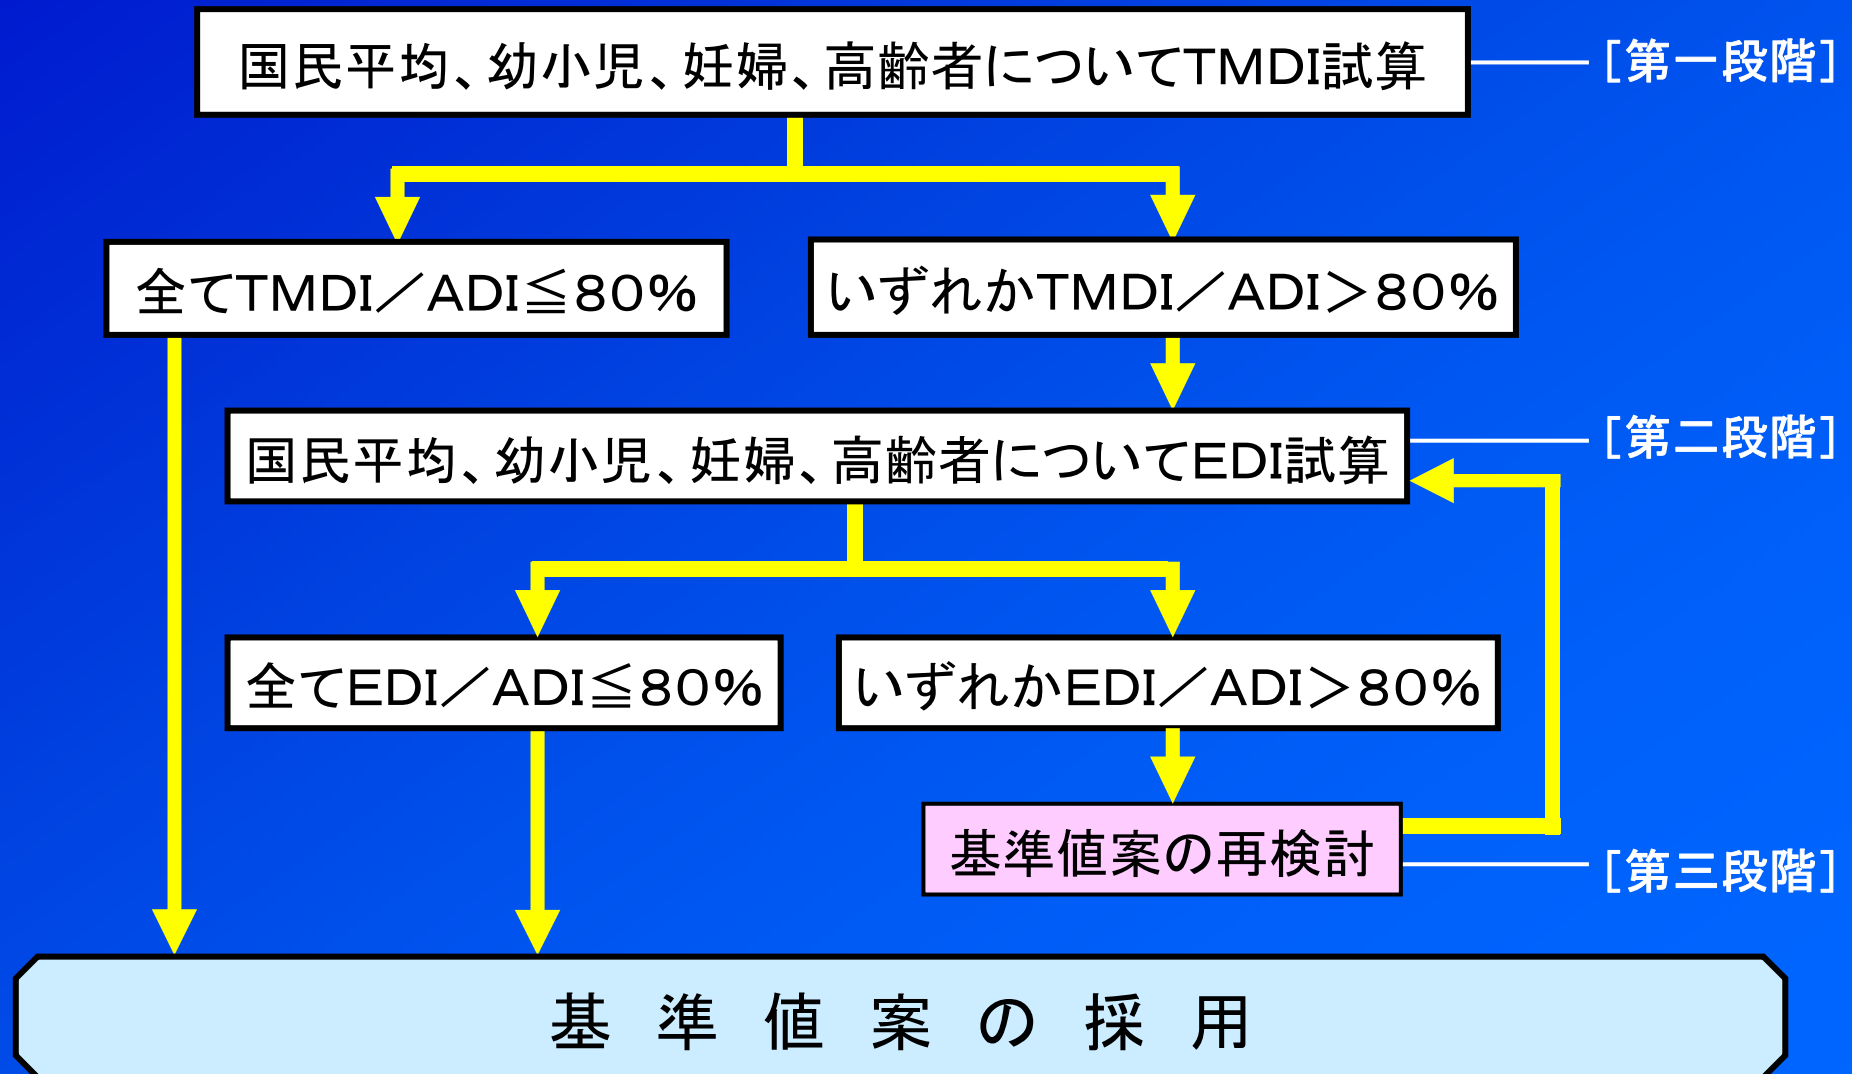 国民平均、幼小児、妊婦、高齢者についてTMDI試算
［第一段階］
全てTMDI／ADI≦80%
いずれかTMDI／ADI＞80%
国民平均、幼小児、妊婦、高齢者についてEDI試算
［第二段階］
全てEDI／ADI≦80%
いずれかEDI／ADI＞80%
基準値案の再検討
［第三段階］
基準値案の採用